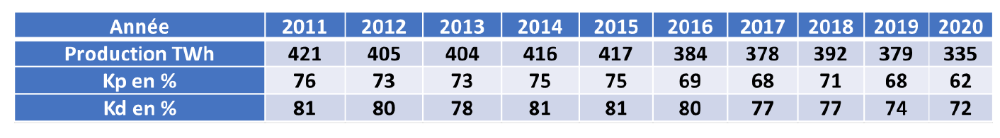 Année 2011 2012 2013 2014 2015 2016 2017 2018 2019 2020
Production TWh 421 405 404 416 417 384 378 392 379 335
Kp en % 76 73 73 75 75 69 68 71 68 62
Kd en % 81 80 78 81 81 80 77 77 74 72